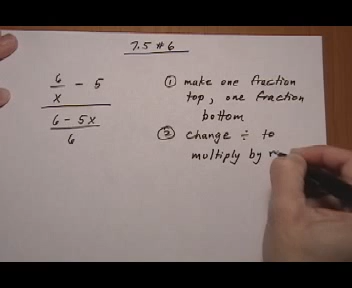 7.5 #6
6/x - 5
6 - 5x
6
① make one fraction
top, one fraction
bottom
② change ÷ to
multiply by